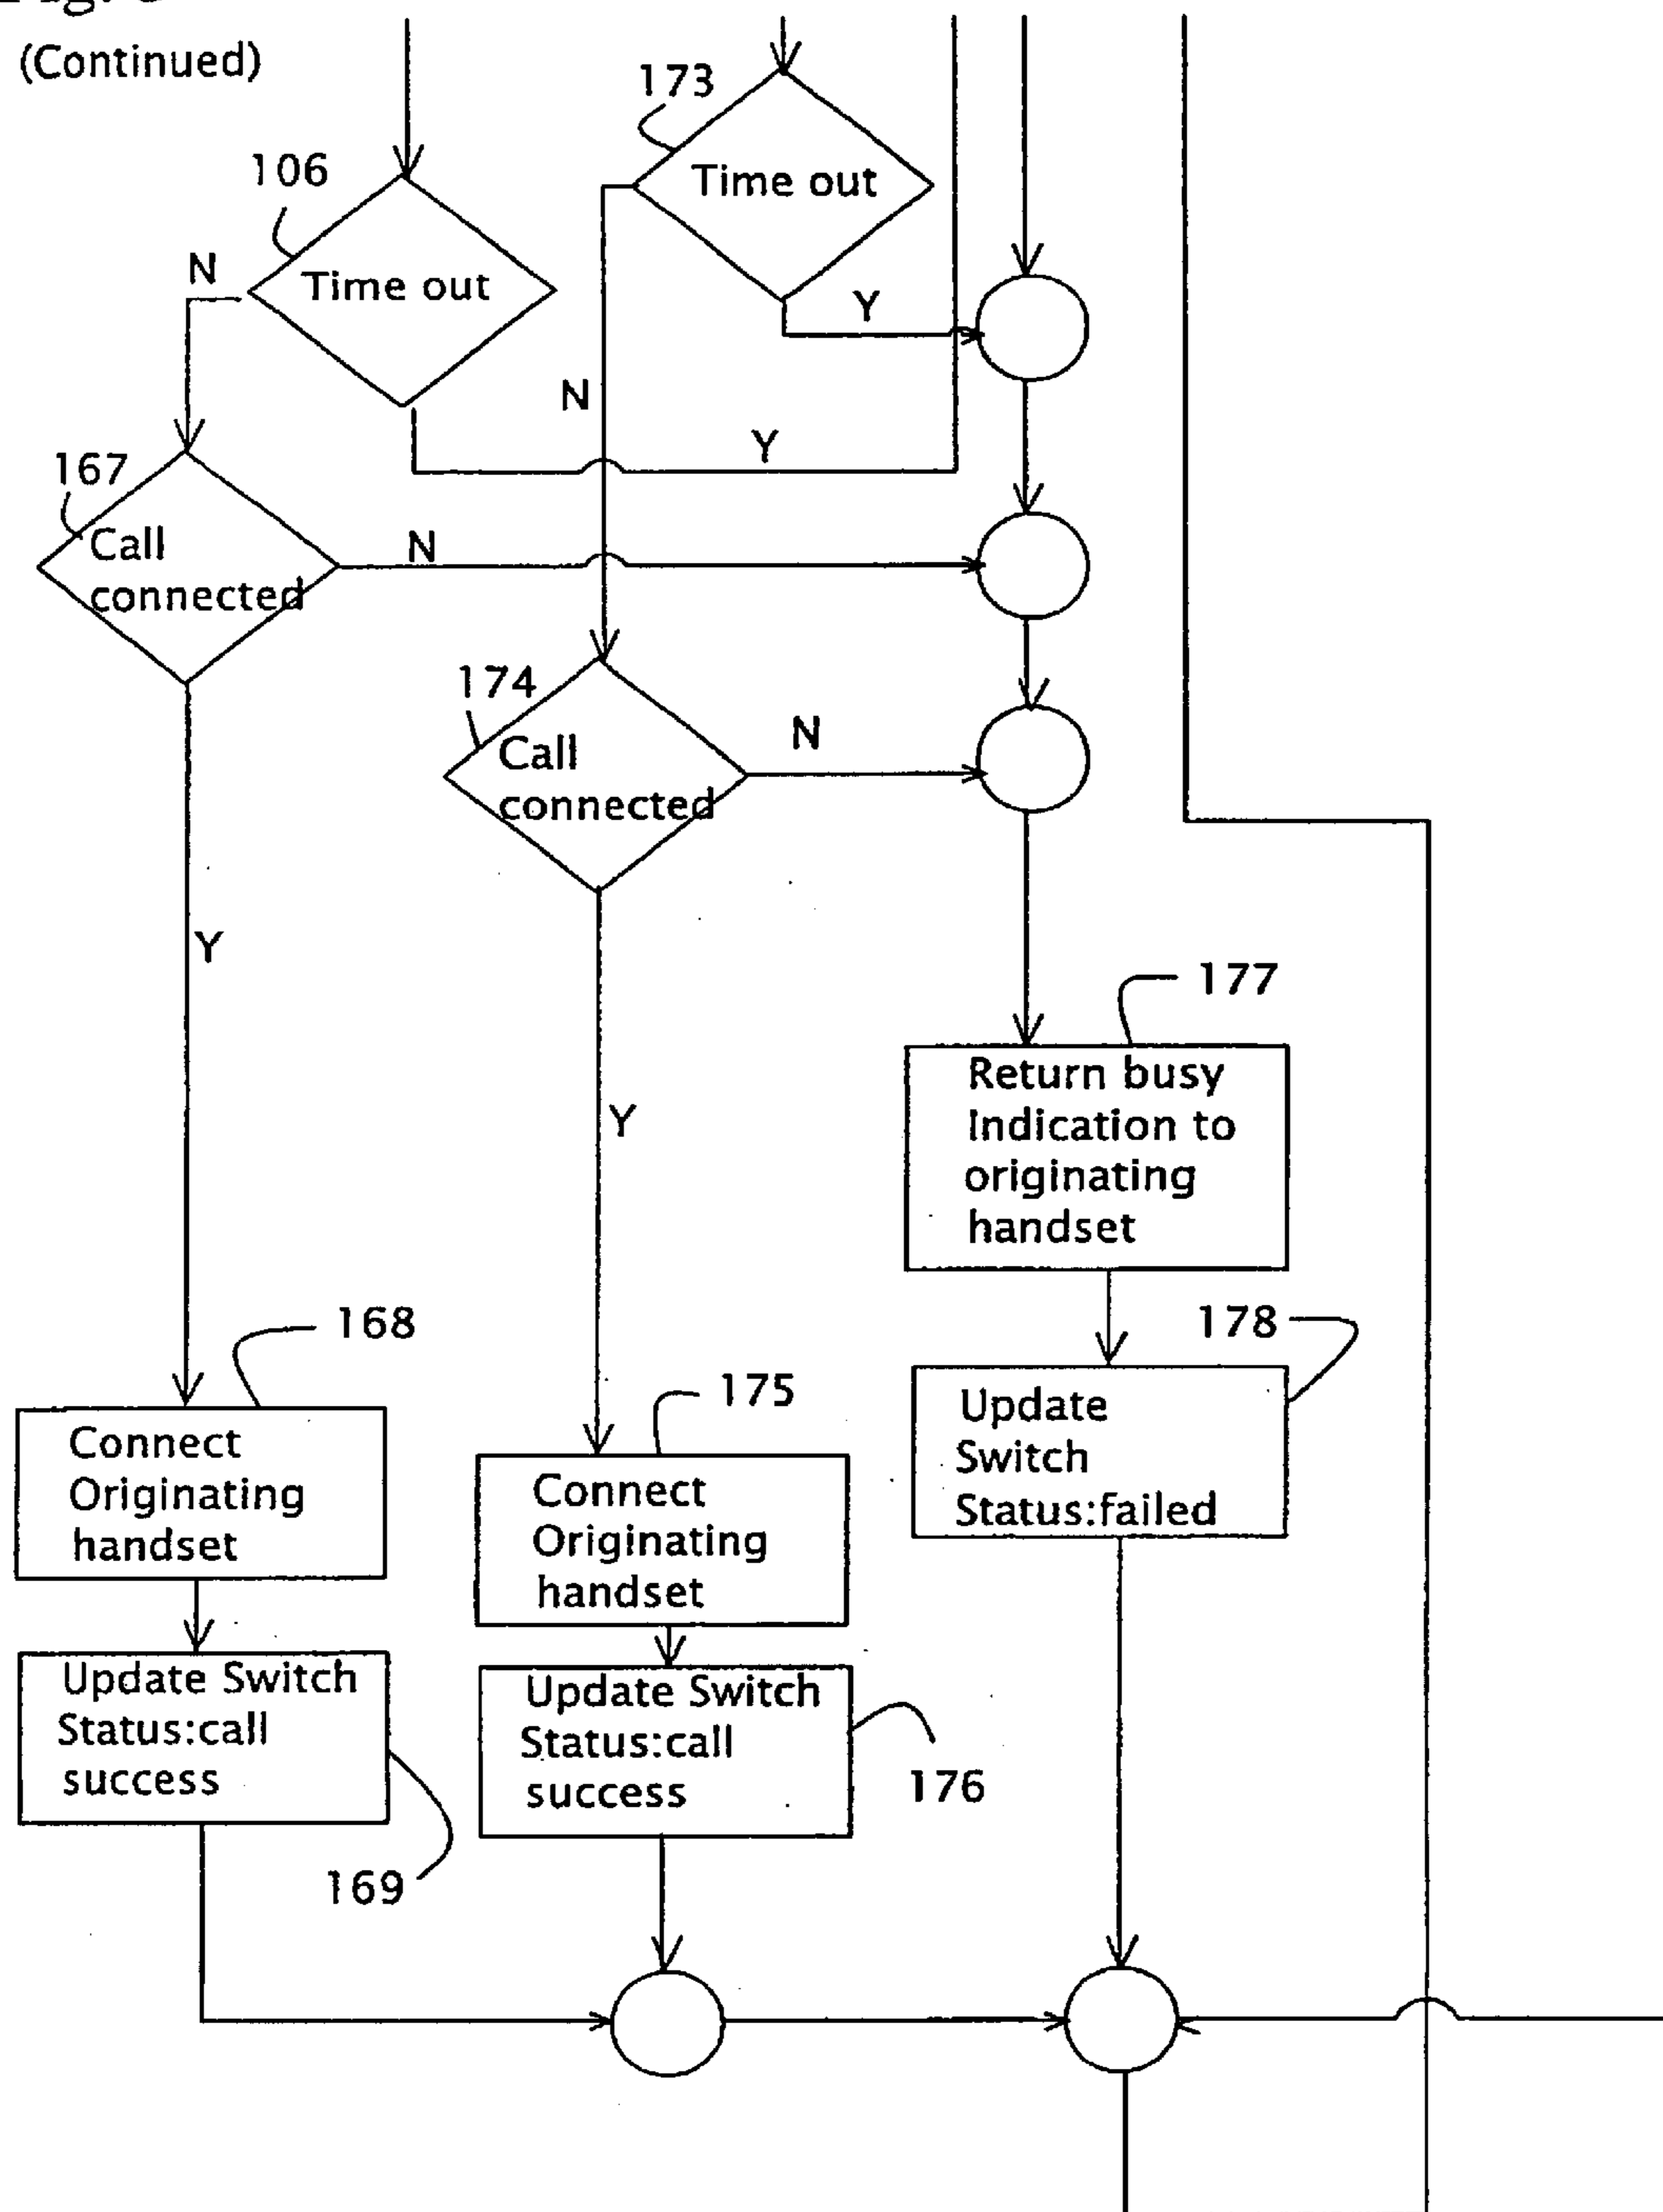 (Continued)
173
Time out
106
N
Time out
Y
N
Y
167
Call
connected
N
174
Call
connected
N
Y
177
Return busy
Indication to
originating
handset
Y
168
178
Connect
Originating
handset
175
Connect
Originating
handset
Update
Switch
Status:failed
Update Switch
Status:call
success
Update Switch
Status:call
success
176
169